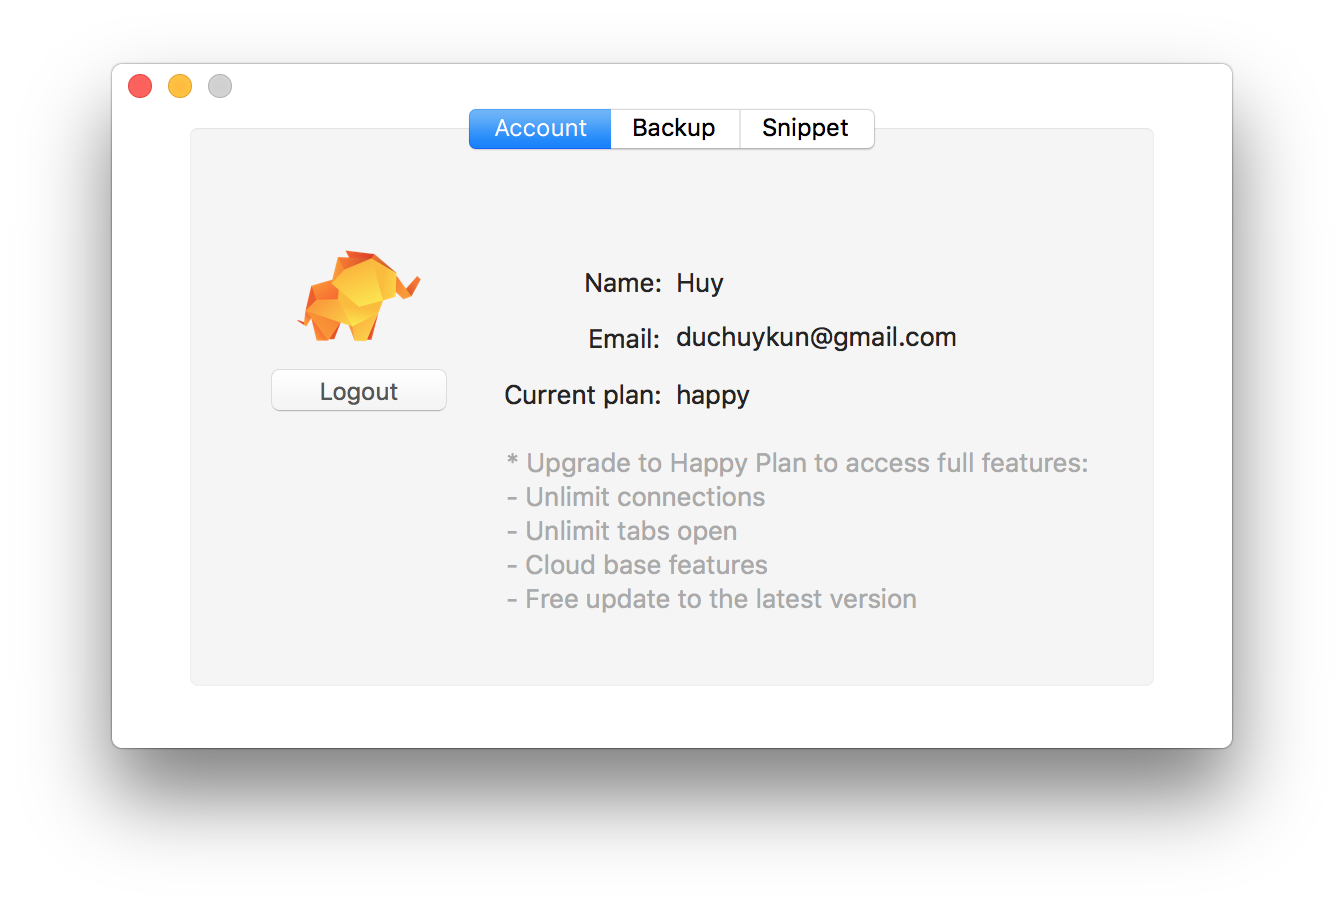 Account Backup Snippet
Name: Huy
Email: duchuykun@gmail.com
Logout
Current plan: happy
* Upgrade to Happy Plan to access full features:
- Unlimit connections
- Unlimit tabs open
- Cloud base features
- Free update to the latest version